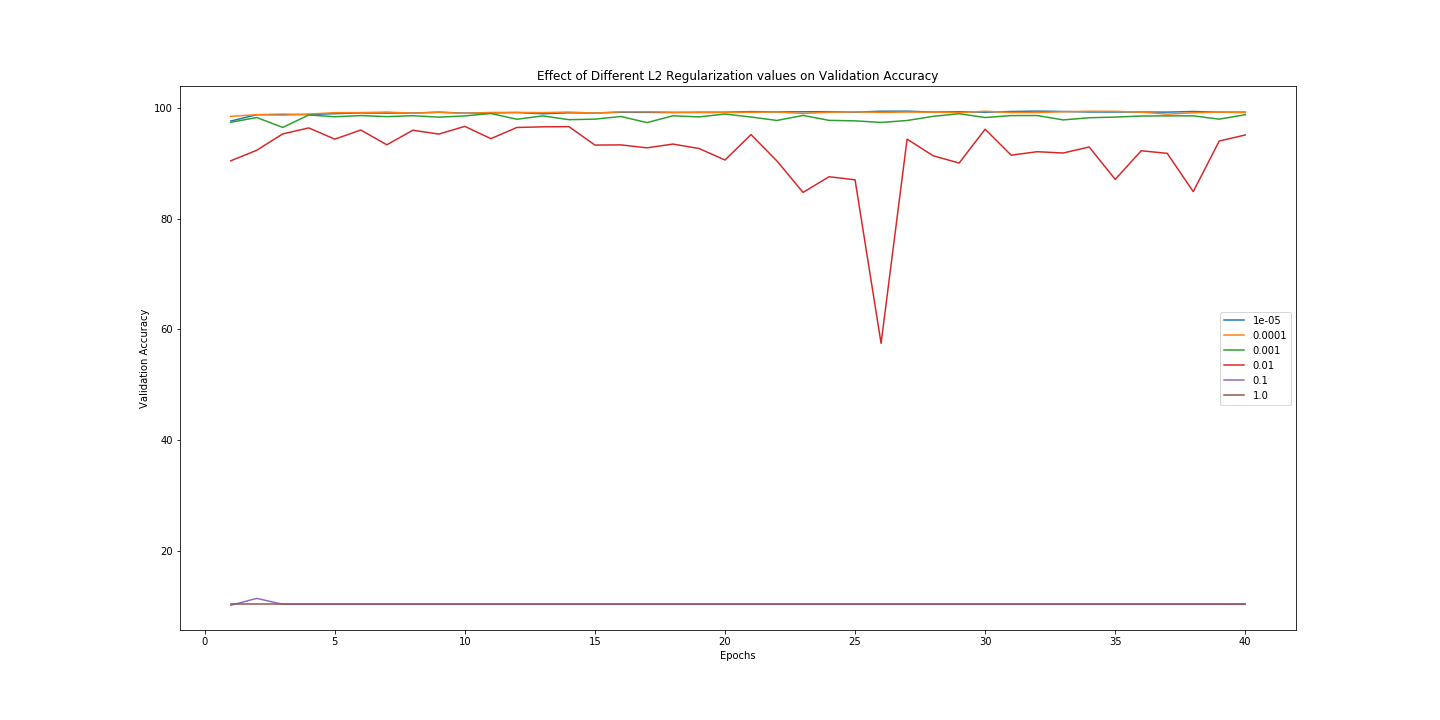 Effect of Different L2 Regularization values on Validation Accuracy
100
80
60
40
20
Validation Accuracy
1e-05
0.0001
0.001
0.01
0.1
1.0
0 5 10 15 20 25 30 35 40
Epochs